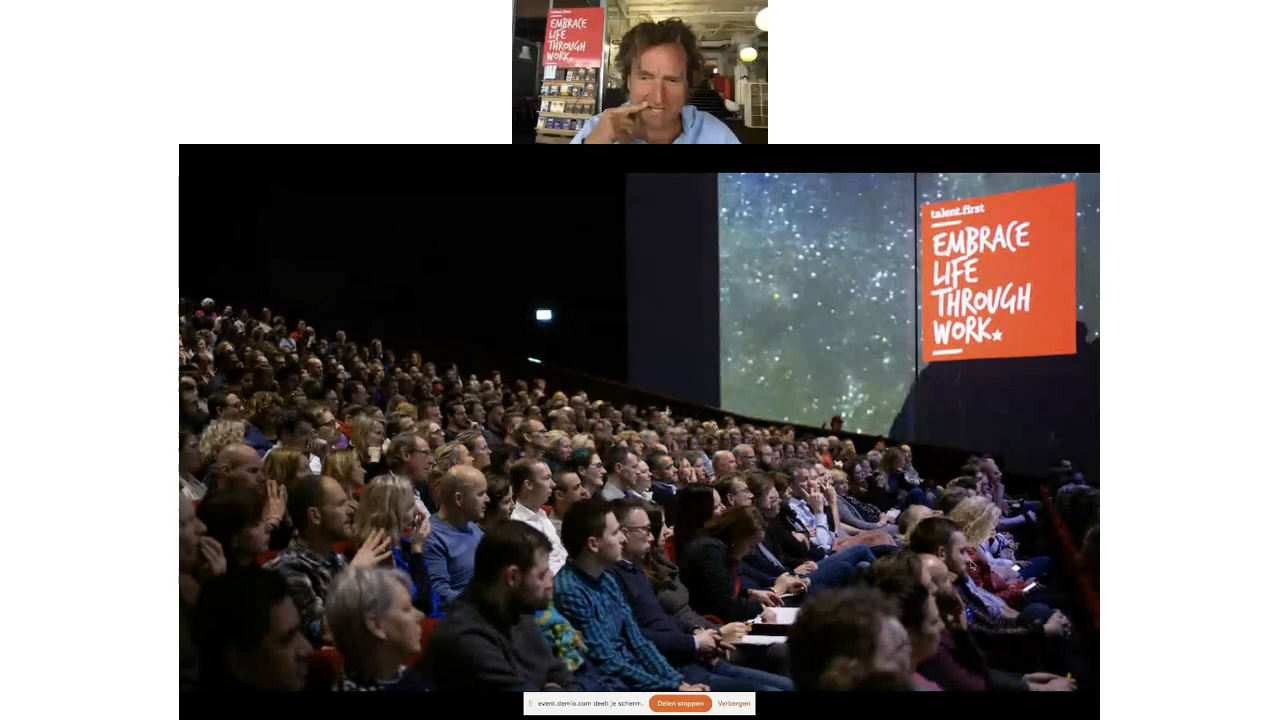 talent.first
EMBRACE
LIFE
THROUGH
WORK.
talent.first
EMBRACE
LIFE
THROUGH
WORK.
event.demio.com deelt je scherm.
Delen stoppen
Verbergen